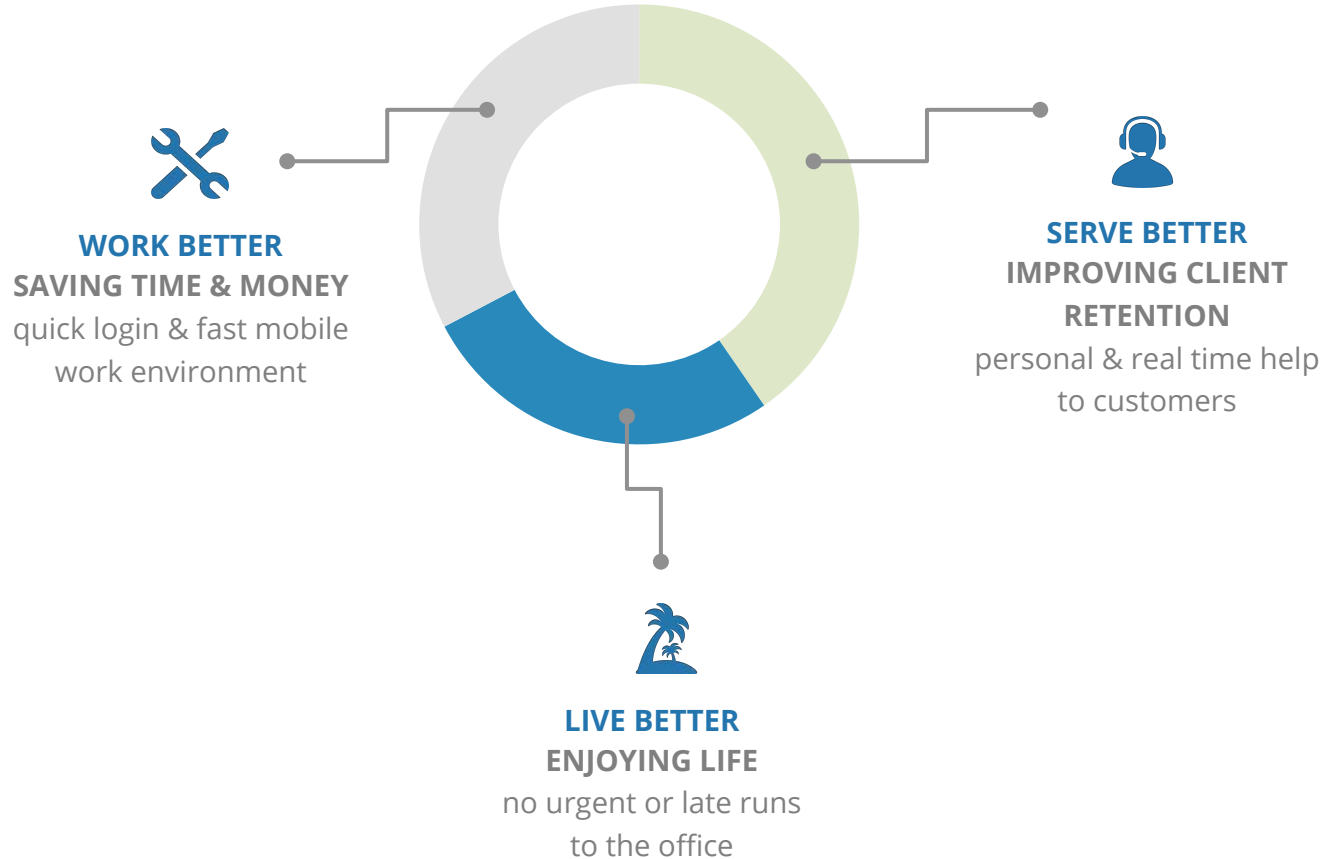 WORK BETTER
SAVING TIME & MONEY
quick login & fast mobile
work environment
SERVE BETTER
IMPROVING CLIENT
RETENTION
personal & real time help
to customers
LIVE BETTER
ENJOYING LIFE
no urgent or late runs
to the office